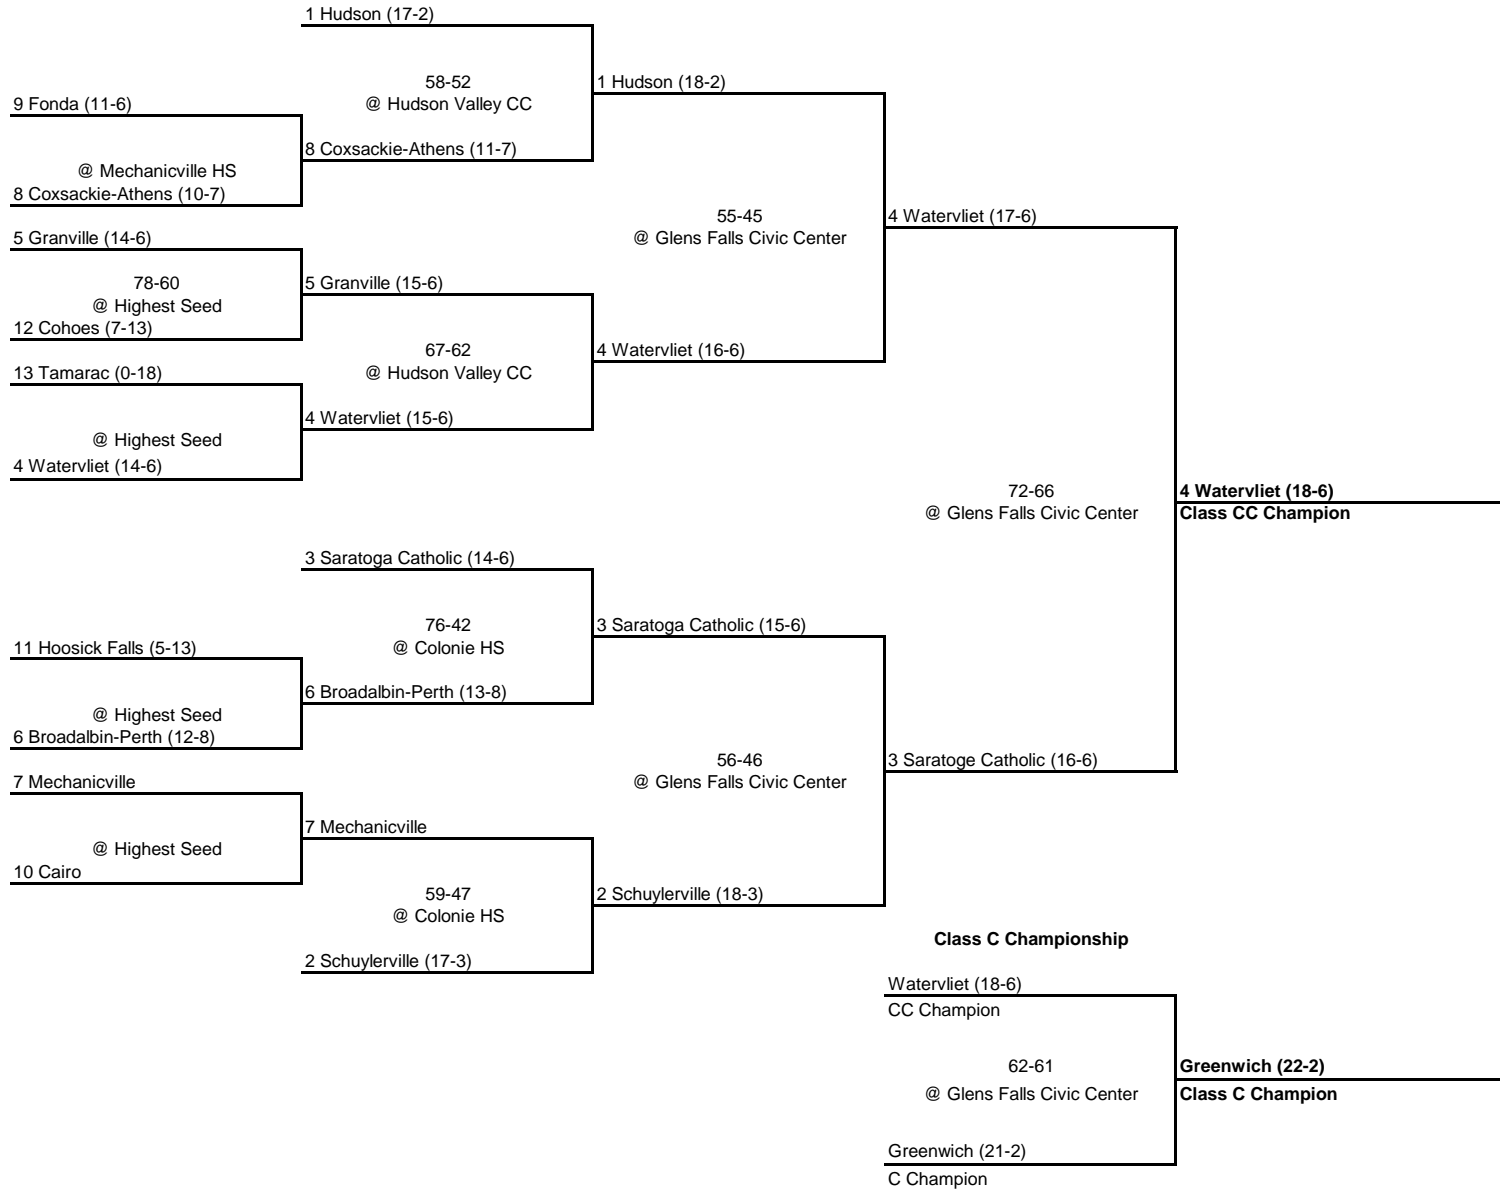 1 Hudson (17-2)
58-52
@ Hudson Valley CC
1 Hudson (18-2)
9 Fonda (11-6)
8 Coxsackie-Athens (11-7)
@ Mechanicville HS
8 Coxsackie-Athens (10-7)
55-45
@ Glens Falls Civic Center
4 Watervliet (17-6)
5 Granville (14-6)
78-60
@ Highest Seed
5 Granville (15-6)
12 Cohoes (7-13)
67-62
@ Hudson Valley CC
4 Watervliet (16-6)
13 Tamarac (0-18)
4 Watervliet (15-6)
@ Highest Seed
4 Watervliet (14-6)
72-66
@ Glens Falls Civic Center
4 Watervliet (18-6)
Class CC Champion
3 Saratoga Catholic (14-6)
76-42
@ Colonie HS
3 Saratoga Catholic (15-6)
11 Hoosick Falls (5-13)
6 Broadalbin-Perth (13-8)
@ Highest Seed
6 Broadalbin-Perth (12-8)
56-46
@ Glens Falls Civic Center
3 Saratoge Catholic (16-6)
7 Mechanicville
7 Mechanicville
@ Highest Seed
10 Cairo
59-47
@ Colonie HS
2 Schuylerville (18-3)
2 Schuylerville (17-3)
Class C Championship
Watervliet (18-6)
CC Champion
62-61
@ Glens Falls Civic Center
Greenwich (22-2)
Class C Champion
Greenwich (21-2)
C Champion